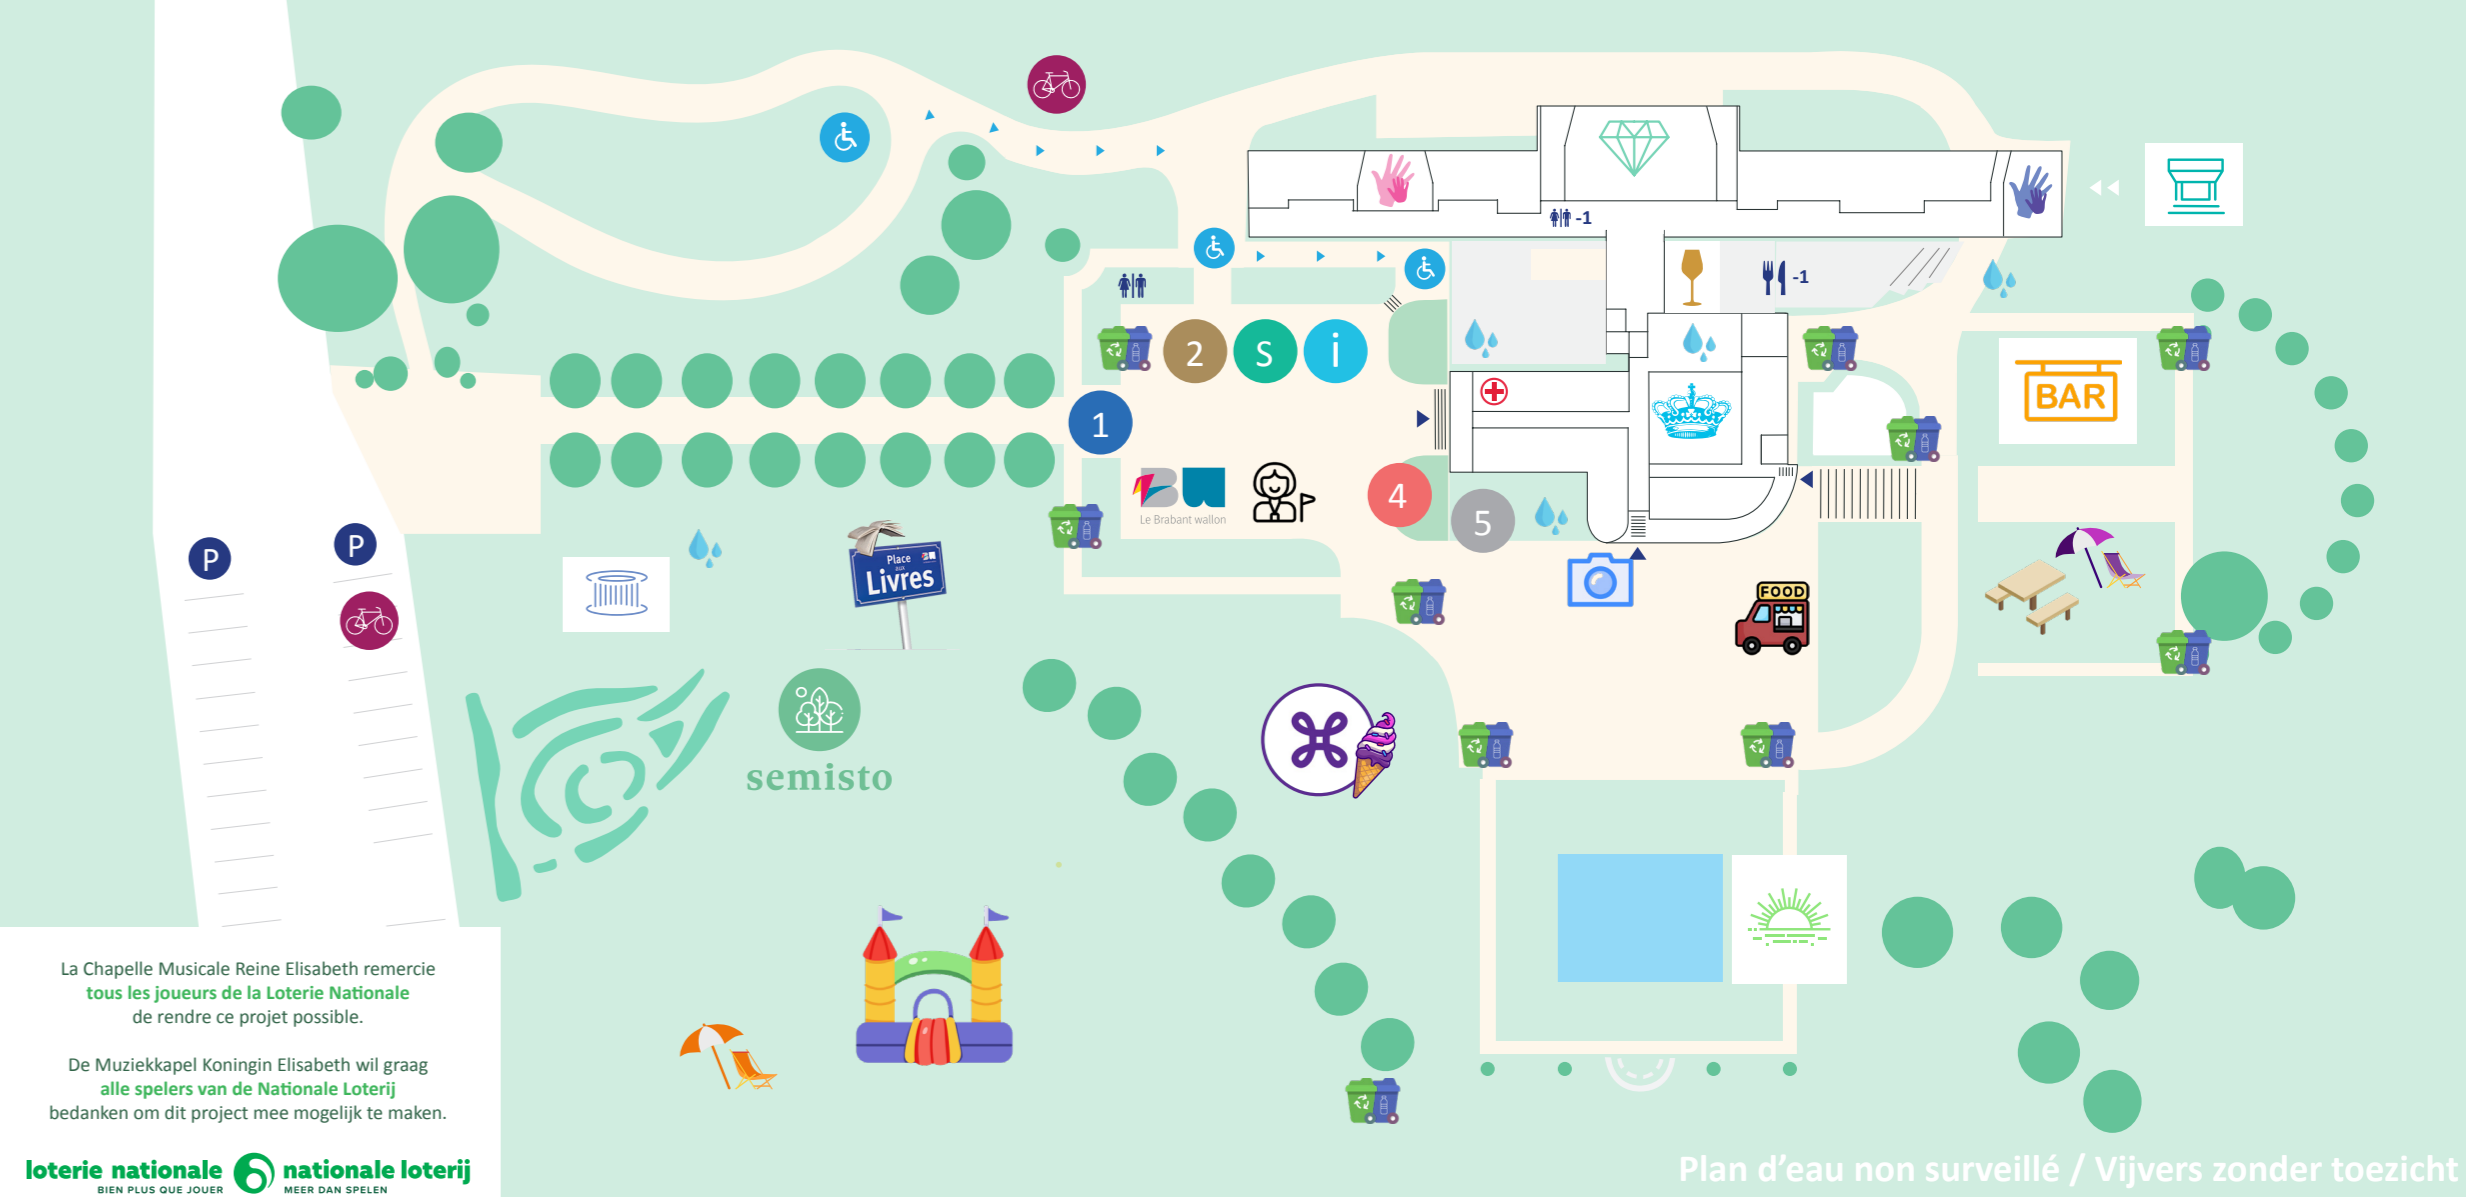 -1
-1
2
S
i
1
BAR
4
5
BW
Le Brabant wallon
P
P
Place
aux
Livres
FOOD
semisto
La Chapelle Musicale Reine Elisabeth remercie
tous les joueurs de la Loterie Nationale
de rendre ce projet possible.
De Muziekkapel Koningin Elisabeth wil graag
alle spelers van de Nationale Loterij
bedanken om dit project mee mogelijk te maken.
loterie nationale
BIEN PLUS QUE JOUER
nationale loterij
MEER DAN SPELEN
Plan d'eau non surveillé / Vijvers zonder toezicht